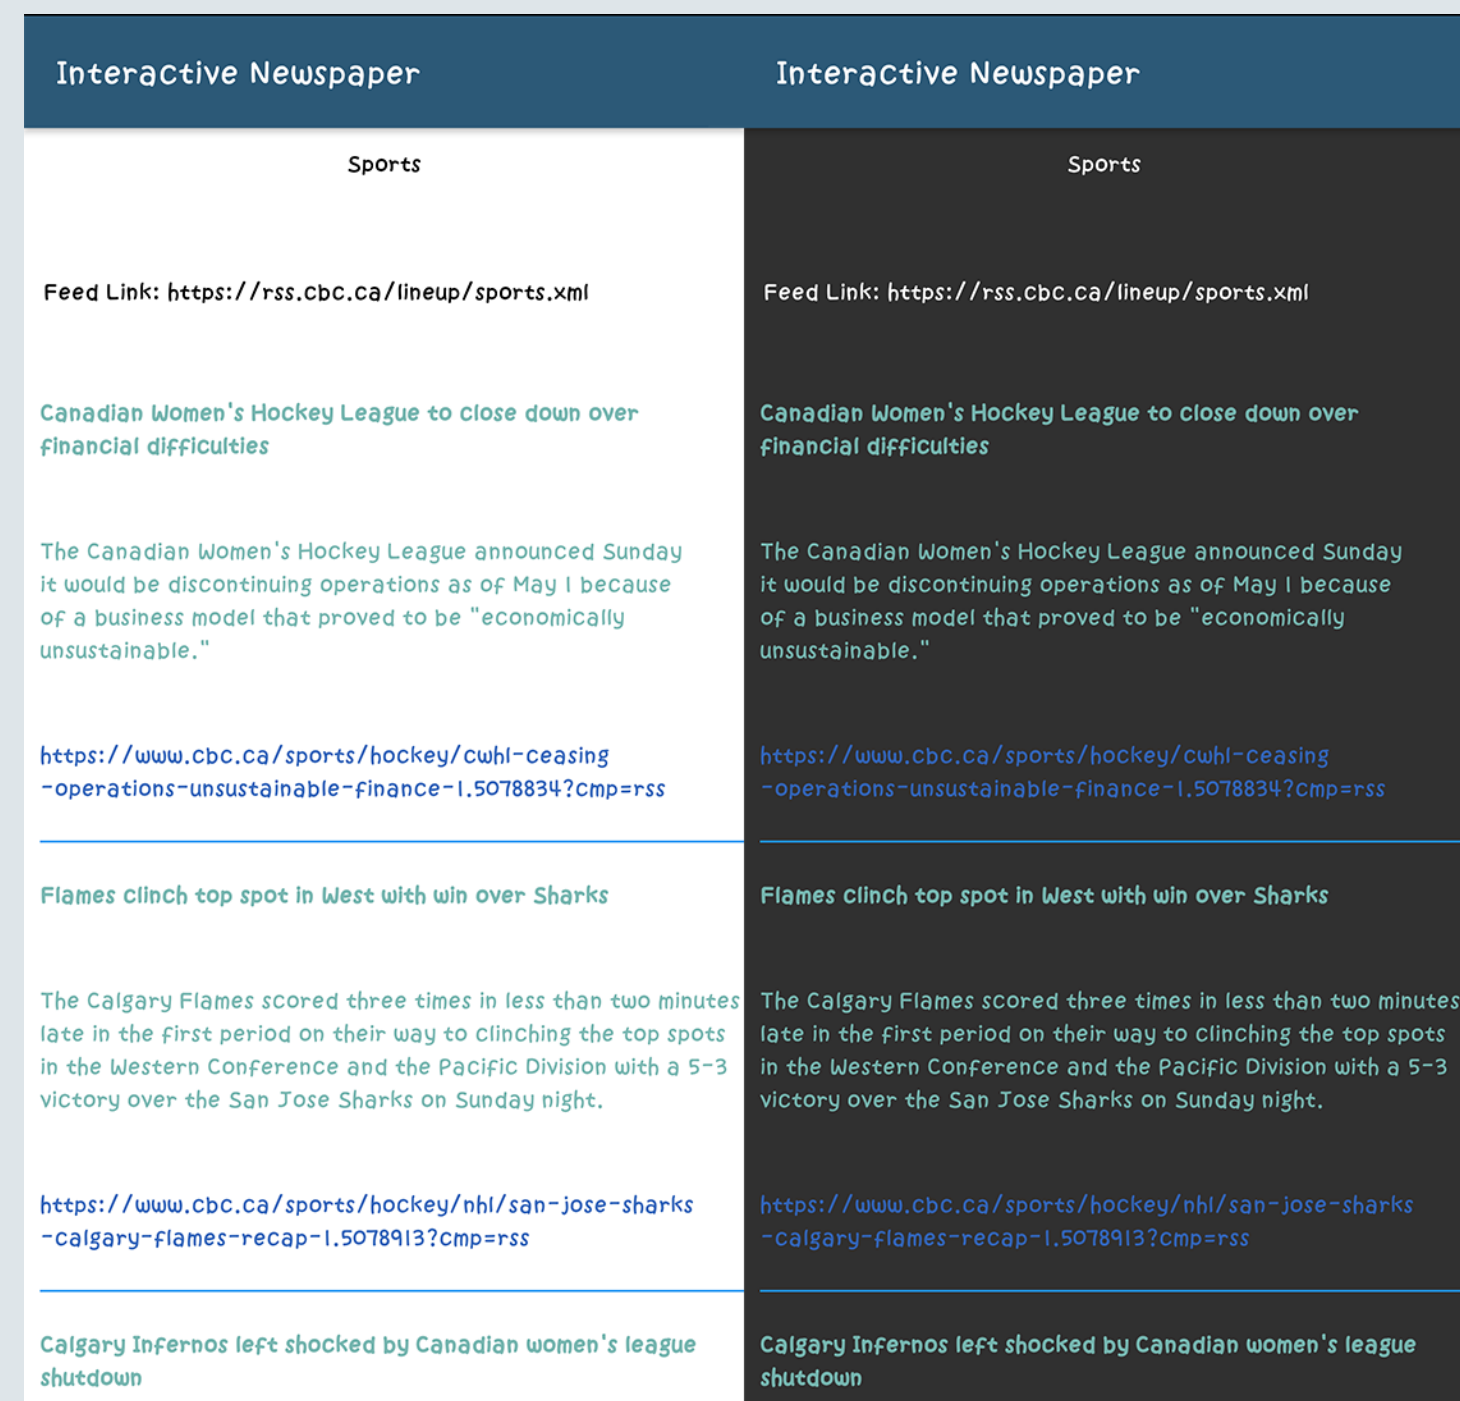 Interactive Newspaper
Sports
Feed Link: https://rss.cbc.ca/lineup/sports.xml
Canadian Women's Hockey League to close down over
financial difficulties
The Canadian Women's Hockey League announced Sunday
it would be discontinuing operations as of May 1 because
of a business model that proved to be "economically
unsustainable."
https://www.cbc.ca/sports/hockey/cwhl-ceasing
-operations-unsustainable-finance-1.5078834?cmp=rss
Flames clinch top spot in West with win over Sharks
The Calgary Flames scored three times in less than two minutes
late in the first period on their way to clinching the top spots
in the Western Conference and the Pacific Division with a 5-3
victory over the San Jose Sharks on Sunday night.
https://www.cbc.ca/sports/hockey/nhl/san-jose-sharks
-calgary-flames-recap-1.5078913?cmp=rss
Calgary Infernos left shocked by Canadian women's league
shutdown
Interactive Newspaper
Sports
Feed Link: https://rss.cbc.ca/lineup/sports.xml
Canadian Women's Hockey League to close down over
financial difficulties
The Canadian Women's Hockey League announced Sunday
it would be discontinuing operations as of May 1 because
of a business model that proved to be "economically
unsustainable."
https://www.cbc.ca/sports/hockey/cwhl-ceasing
-operations-unsustainable-finance-1.5078834?cmp=rss
Flames clinch top spot in West with win over Sharks
The Calgary Flames scored three times in less than two minutes
late in the first period on their way to clinching the top spots
in the Western Conference and the Pacific Division with a 5-3
victory over the San Jose Sharks on Sunday night.
https://www.cbc.ca/sports/hockey/nhl/san-jose-sharks
-calgary-flames-recap-1.5078913?cmp=rss
Calgary Infernos left shocked by Canadian women's league
shutdown